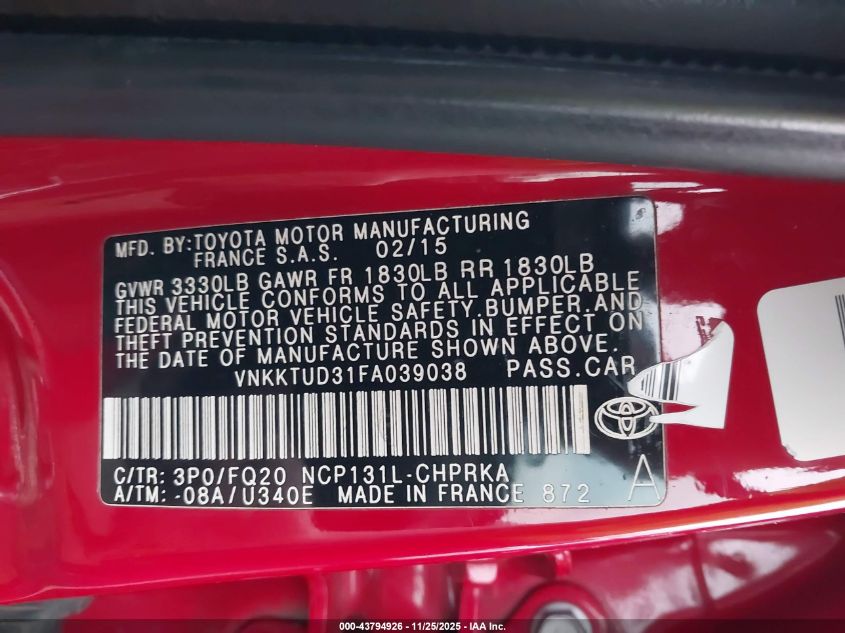 MFD. BY:TOYOTA MOTOR MANUFACTURING
FRANCE S.A.S. 02/15
GVWR 3330LB GAWR FR 1830LB RR 1830LB
THIS VEHICLE CONFORMS TO ALL APPLICABLE
FEDERAL MOTOR VEHICLE SAFETY,BUMPER,AND
THEFT PREVENTION STANDARDS IN EFFECT ON
THE DATE OF MANUFACTURE SHOWN ABOVE.
VNKKTUD31FA039038 PASS.CAR
C/TR: 3P0/FQ20 NCP131L-CHPRKA
A/TM: -08A/U340E MADE IN FRANCE 872 A
000-43794926 - 11/25/2025 - IAA Inc.